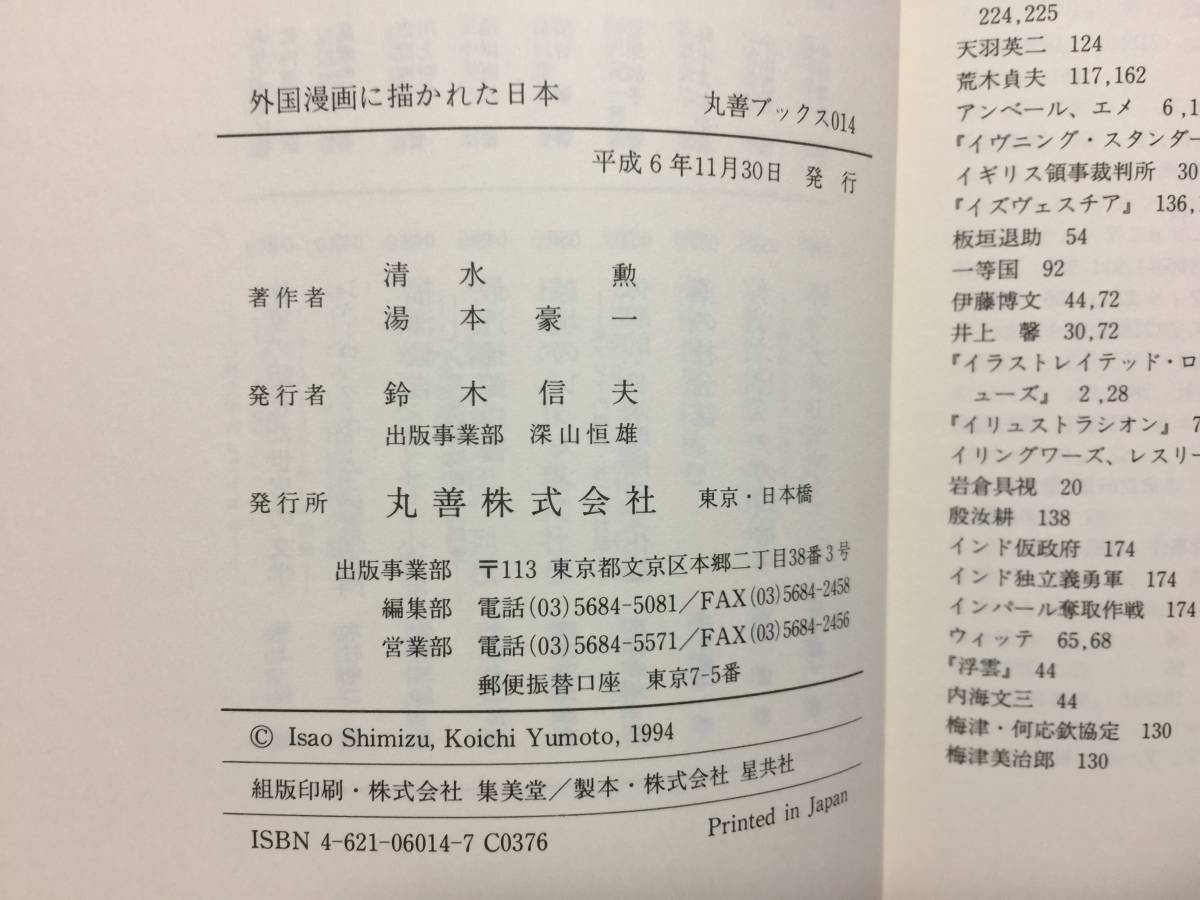 外国漫画に描かれた日本 丸善ブックス014
平成6年11月30日 発行
著作者 清水 勲
湯本豪一
発行者 鈴木信夫
出版事業部 深山恒雄
発行所 丸善株式会社 東京・日本橋
出版事業部 〒113 東京都文京区本郷二丁目38番3号
編集部 電話(03)5684-5081/FAX(03)5684-2458
営業部 電話(03)5684-5571/FAX(03)5684-2456
郵便振替口座 東京7-5番
© Isao Shimizu, Koichi Yumoto, 1994
組版印刷・株式会社 集美堂/製本・株式会社 星共社
ISBN 4-621-06014-7 C0376 Printed in Japan
224,225
天羽英二 124
荒木貞夫 117,162
アンベール、エメ 6,1
『イヴニング・スタンダー
イギリス領事裁判所 30
『イズヴェスチア』 136,
板垣退助 54
一等国 92
伊藤博文 44,72
井上 馨 30,72
『イラストレイテッド・ロ
ューズ』 2,28
『イリュストラシオン』 7
イリングワーズ、レスリー
岩倉具視 20
殷汝耕 138
インド仮政府 174
インド独立義勇軍 174
インパール奪取作戦 174
ウィッテ 65,68
『浮雲』 44
内海文三 44
梅津・何応欽協定 130
梅津美治郎 130